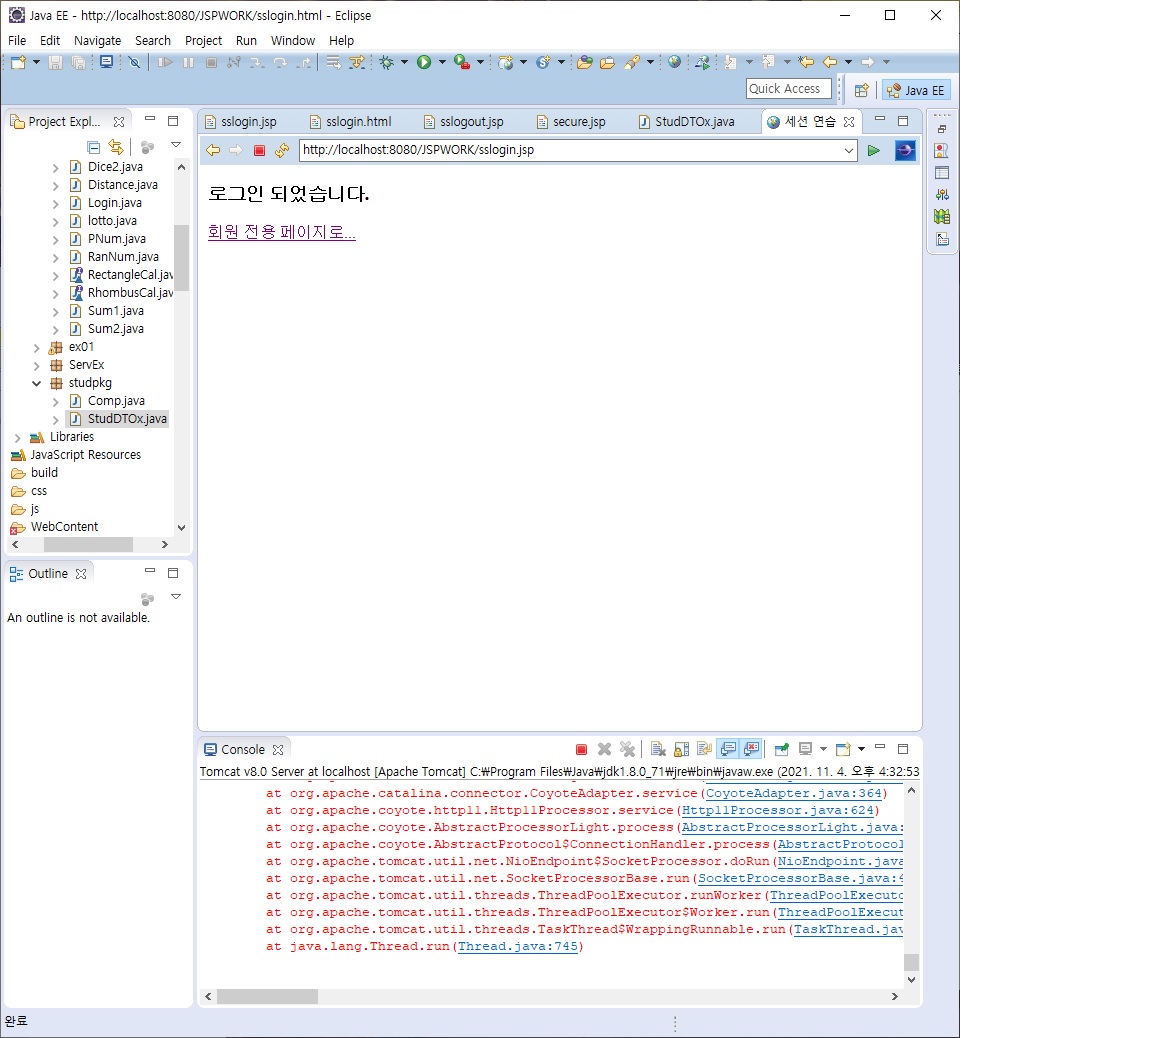 Java EE - http://localhost:8080/JSPWORK/sslogin.html - Eclipse
File Edit Navigate Search Project Run Window Help
Quick Access
Java EE
Project Expl...
Dice2.java
Distance.java
Login.java
lotto.java
PNum.java
RanNum.java
RectangleCal.jav
RhombusCal.jav
Sum1.java
Sum2.java
ex01
ServEx
studpkg
Comp.java
StudDTOx.java
Libraries
JavaScript Resources
build
css
js
WebContent
Outline
An outline is not available.
sslogin.jsp sslogin.html sslogout.jsp secure.jsp StudDTOx.java 세션 연습
http://localhost:8080/JSPWORK/sslogin.jsp
로그인 되었습니다.
회원 전용 페이지로...
Console
Tomcat v8.0 Server at localhost [Apache Tomcat] C:₩Program Files₩Java₩jdk1.8.0_71₩jre₩bin₩javaw.exe (2021. 11. 4. 오후 4:32:53
at org.apache.catalina.connector.CoyoteAdapter.service(CoyoteAdapter.java:364)
at org.apache.coyote.http11.Http11Processor.service(Http11Processor.java:624)
at org.apache.coyote.AbstractProcessorLight.process(AbstractProcessorLight.java:
at org.apache.coyote.AbstractProtocol$ConnectionHandler.process(AbstractProtocol
at org.apache.tomcat.util.net.NioEndpoint$SocketProcessor.doRun(NioEndpoint.java
at org.apache.tomcat.util.net.SocketProcessorBase.run(SocketProcessorBase.java:4
at org.apache.tomcat.util.threads.ThreadPoolExecutor.runWorker(ThreadPoolExecuto
at org.apache.tomcat.util.threads.ThreadPoolExecutor$Worker.run(ThreadPoolExecut
at org.apache.tomcat.util.threads.TaskThread$WrappingRunnable.run(TaskThread.jav
at java.lang.Thread.run(Thread.java:745)
완료